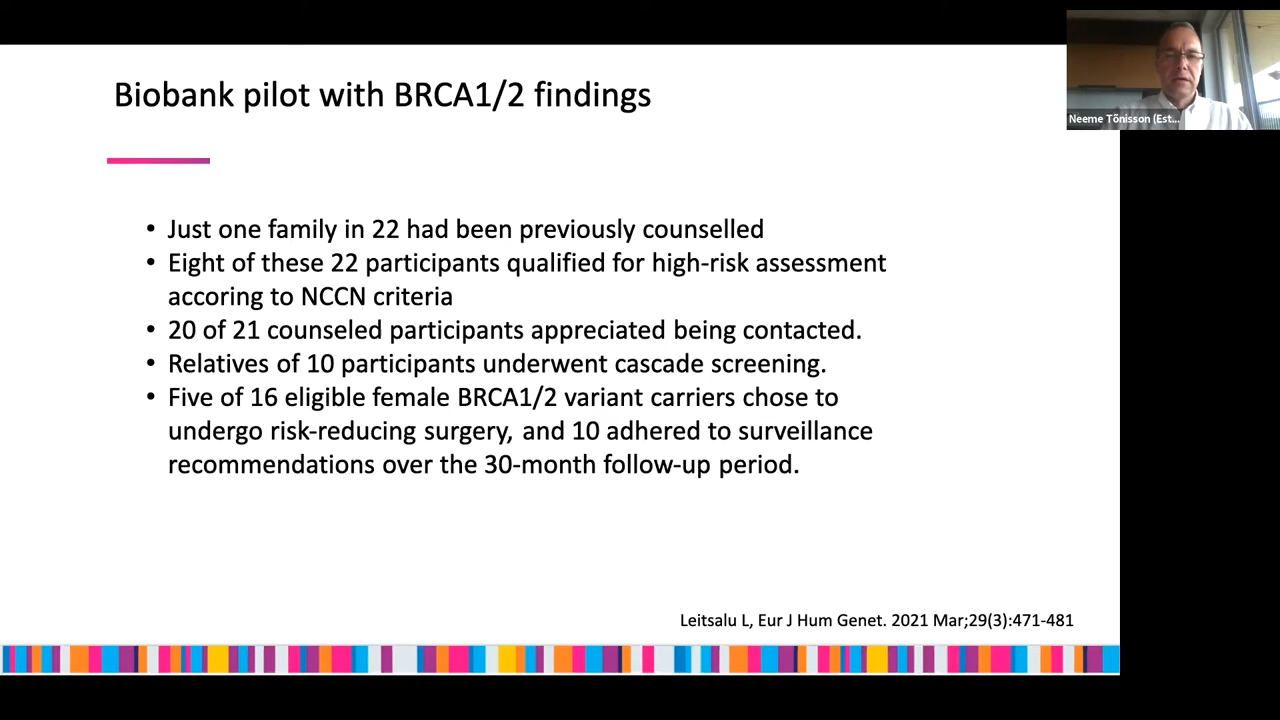 Biobank pilot with BRCA1/2 findings
Neeme Tõnisson (Est...
• Just one family in 22 had been previously counselled
• Eight of these 22 participants qualified for high-risk assessment
accoring to NCCN criteria
• 20 of 21 counseled participants appreciated being contacted.
• Relatives of 10 participants underwent cascade screening.
• Five of 16 eligible female BRCA1/2 variant carriers chose to
undergo risk-reducing surgery, and 10 adhered to surveillance
recommendations over the 30-month follow-up period.
Leitsalu L, Eur J Hum Genet. 2021 Mar;29(3):471-481